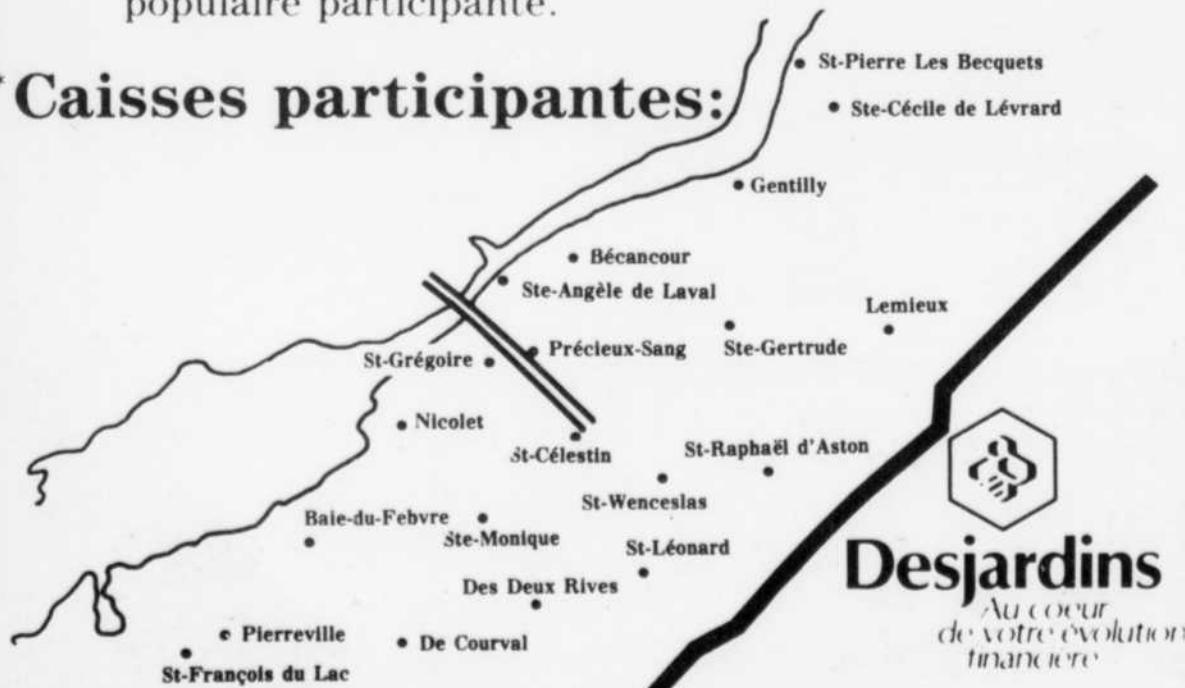 populaire participante.
Caisses participantes:
St-Pierre Les Becquets
Ste-Cécile de Lévrard
Gentilly
Bécancour
Ste-Angèle de Laval
Lemieux
St-Grégoire
Précieux-Sang
Ste-Gertrude
Nicolet
St-Célestin
St-Raphaël d'Aston
St-Wenceslas
Baie-du-Febvre
Ste-Monique
St-Léonard
Des Deux Rives
Pierreville
De Courval
St-François du Lac
Desjardins
Au coeur
de votre évolution
financière